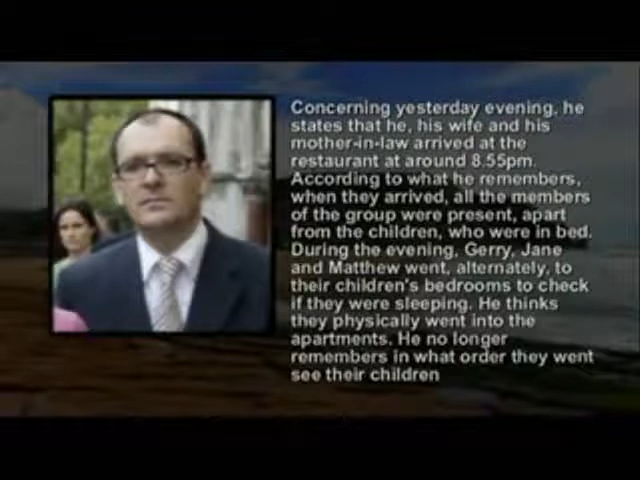 Concerning yesterday evening, he
states that he, his wife and his
mother-in-law arrived at the
restaurant at around 8.55pm.
According to what he remembers,
when they arrived, all the members
of the group were present, apart
from the children, who were in bed.
During the evening, Gerry, Jane
and Matthew went, alternately, to
their children's bedrooms to check
if they were sleeping. He thinks
they physically went into the
apartments. He no longer
remembers in what order they went
see their children